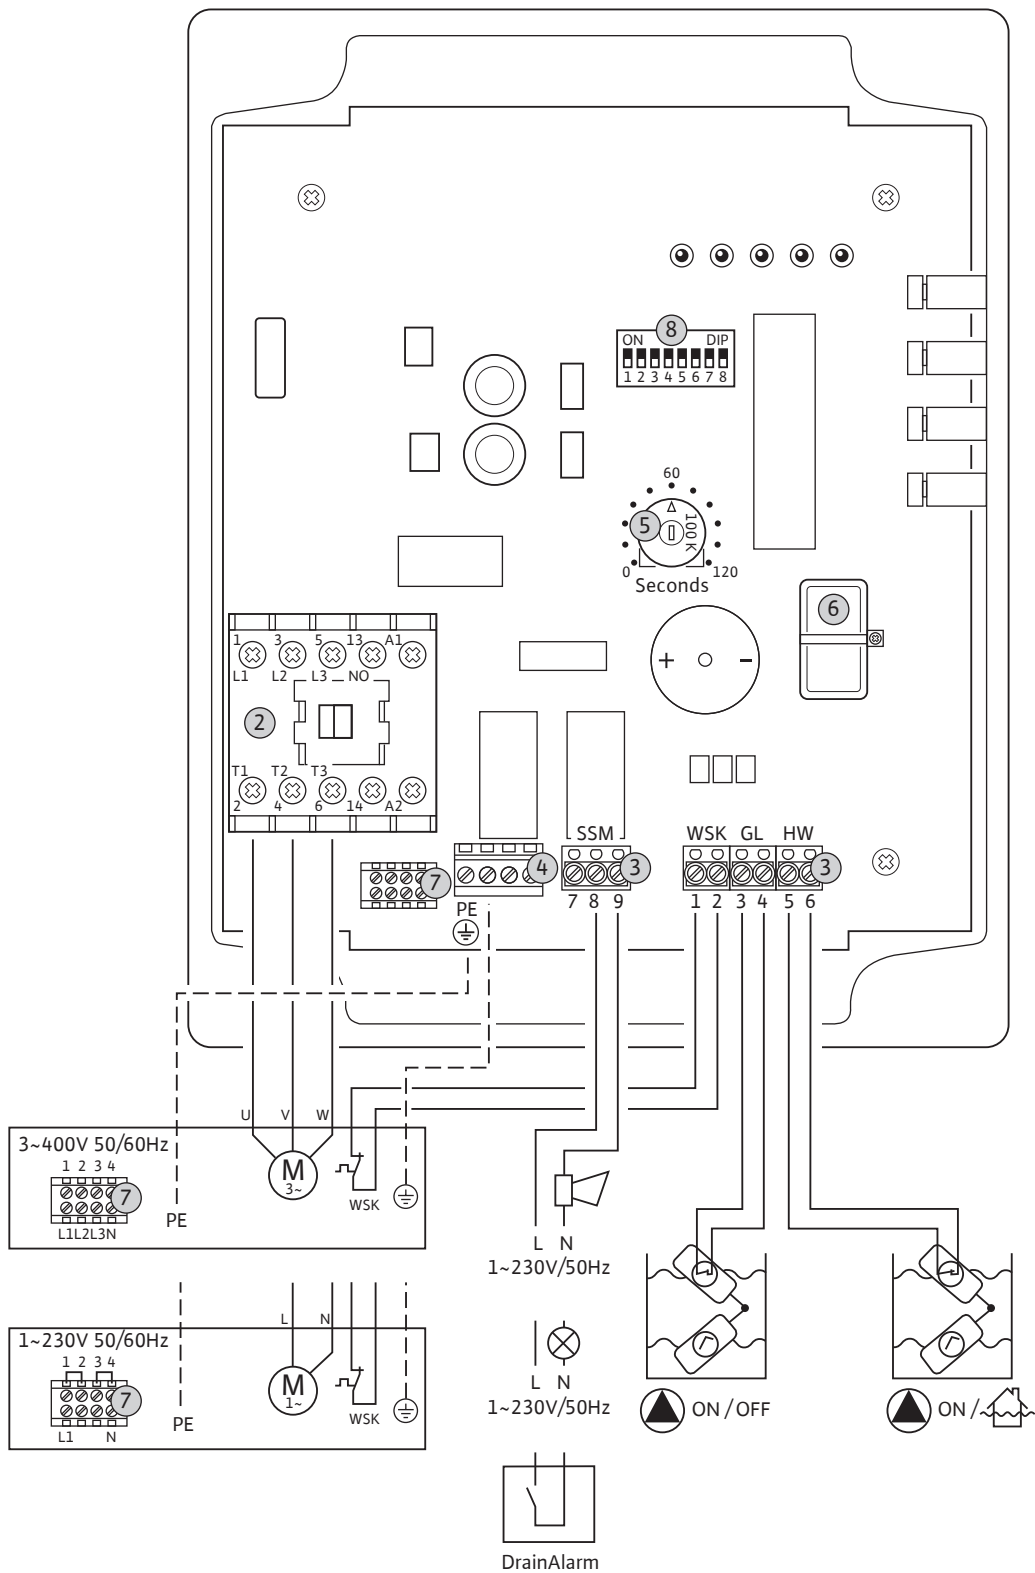 8
ON DIP
1 2 3 4 5 6 7 8
60
5
100 K
0 120
Seconds
6
+ -
1 3 5 13 A1
L1 L2 L3 NO
2
T1 T2 T3
2 4 6 14 A2
SSM WSK GL HW
7 4 3 3
PE 7 8 9 1 2 3 4 5 6
U V W
3~400V 50/60Hz
1 2 3 4
7
L1L2L3N
PE
M
3~
WSK
L N
1~230V/50Hz
L N
1~230V 50/60Hz
1 2 3 4
7
L1 N
PE
M
1~
WSK
L N
1~230V/50Hz
ON/OFF
ON/
DrainAlarm